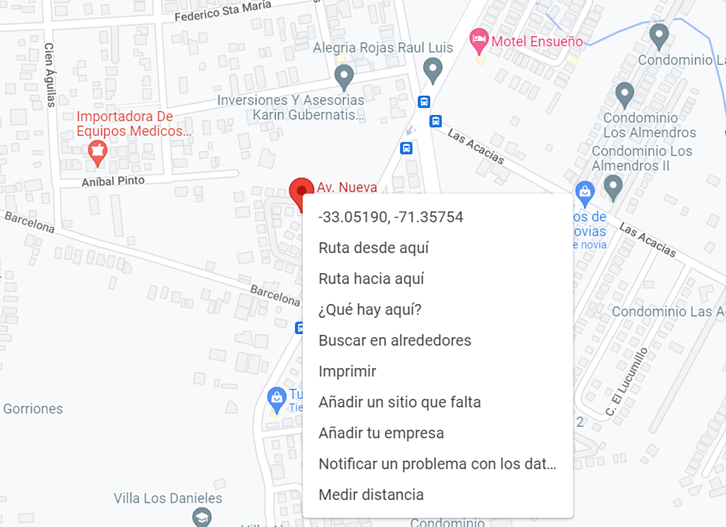 Federico Sta María
Cien Águilas
Alegria Rojas Raul Luis
Motel Ensueño
Condominio La
Inversiones Y Asesorias
Karin Gubernatis...
Importadora De
Equipos Medicos...
Condominio
Los Almendros
Las Acacias
Condominio Los
Almendros II
Aníbal Pinto
Av. Nueva
Barcelona
-33.05190, -71.35754
os de
ovias
de novia
Las Acacias
Ruta desde aquí
Ruta hacia aquí
Barcelona
¿Qué hay aquí?
Condominio Las A
Buscar en alrededores
Imprimir
C. El Lucumillo
Gorriones
Tu
Tie
Añadir un sitio que falta
2
Añadir tu empresa
Notificar un problema con los dat...
Medir distancia
Villa Los Danieles
Condominio